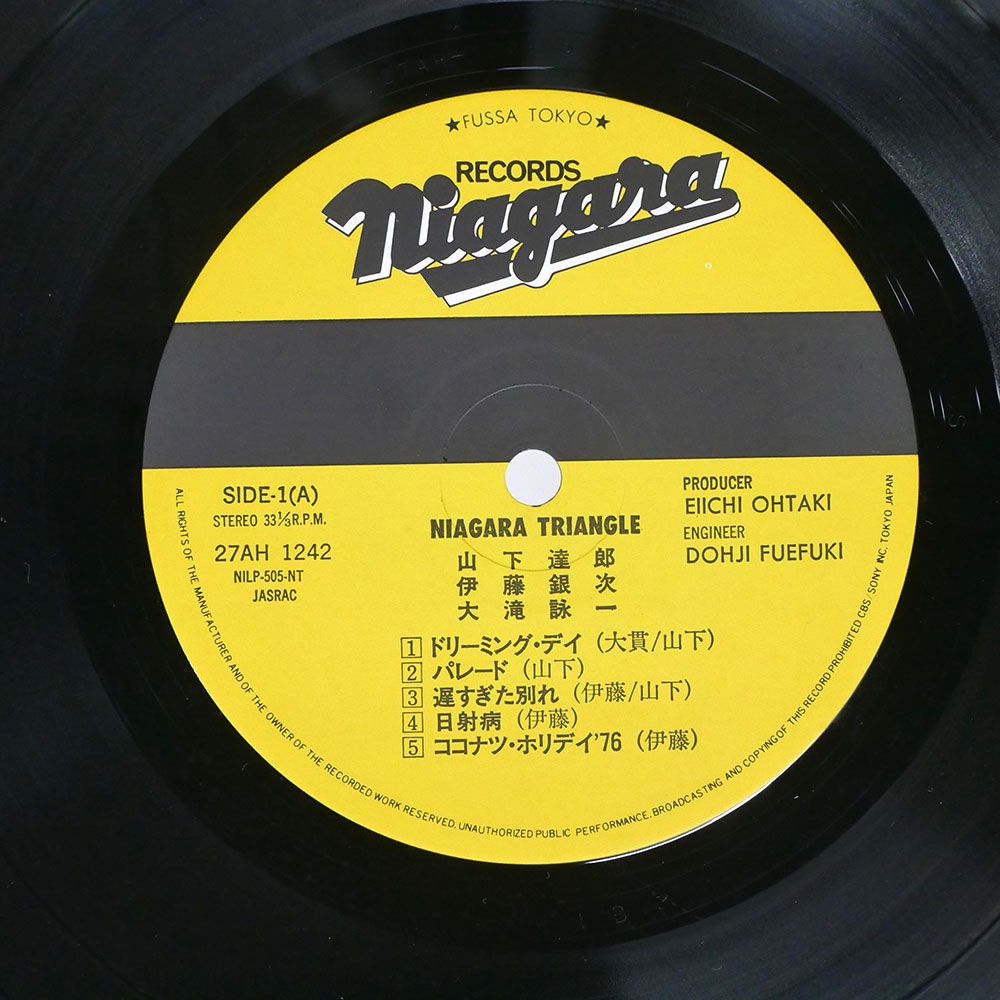 ★FUSSA TOKYO★
RECORDS
Niagara
SIDE-1(A)
STEREO 33⅓R.P.M.
27AH 1242
NILP-505-NT
JASRAC
NIAGARA TRIANGLE
山下達郎
伊藤銀次
大滝詠一
PRODUCER
EIICHI OHTAKI
ENGINEER
DOHJI FUEFUKI
1 ドリーミング・デイ (大貫/山下)
2 パレード (山下)
3 遅すぎた別れ (伊藤/山下)
4 日射病 (伊藤)
5 ココナツ・ホリデイ'76 (伊藤)
ALL RIGHTS OF THE MANUFACTURER AND OF THE OWNER OF THE RECORDED WORK RESERVED. UNAUTHORIZED PUBLIC PERFORMANCE, BROADCASTING AND COPYING OF THIS RECORD PROHIBITED CBS/SONY INC. TOKYO JAPAN